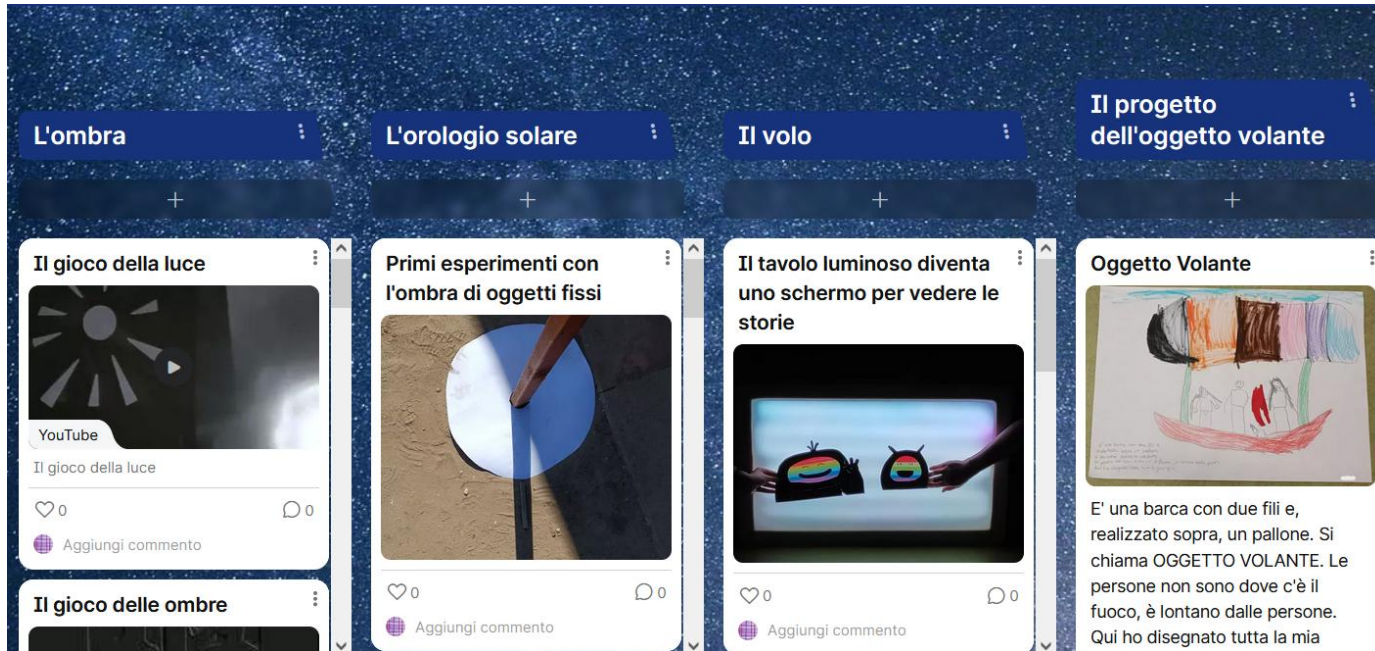 L'ombra
+
Il gioco della luce
YouTube
Il gioco della luce
0
0
Aggiungi commento
Il gioco delle ombre
L'orologio solare
+
Primi esperimenti con
l'ombra di oggetti fissi
0
0
Aggiungi commento
Il volo
+
Il tavolo luminoso diventa
uno schermo per vedere le
storie
0
0
Aggiungi commento
Il progetto
dell'oggetto volante
+
Oggetto Volante
E' una barca con due fili e,
realizzato sopra, un pallone. Si
chiama OGGETTO VOLANTE. Le
persone non sono dove c'è il
fuoco, è lontano dalle persone.
Qui ho disegnato tutta la mia